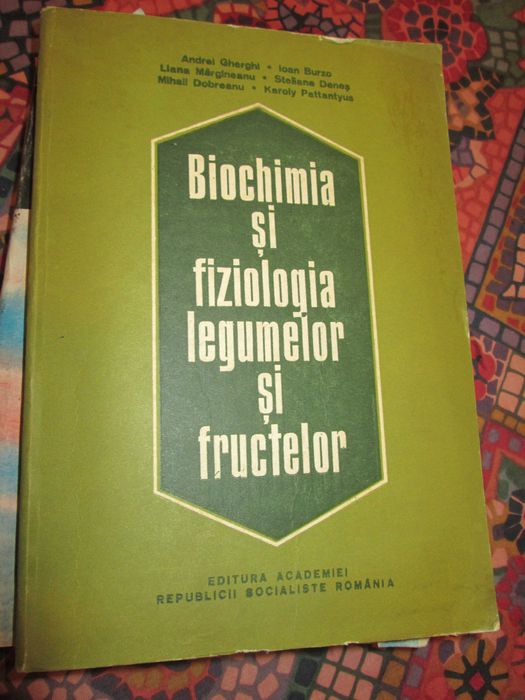 Andrei Gherghi • Ioan Burzo
Liana Mărgineanu • Steliana Deneș
Mihail Dobreanu • Karoly Pattantyus
Biochimia
și
fiziologia
legumelor
și
fructelor
EDITURA ACADEMIEI
REPUBLICII SOCIALISTE ROMÂNIA